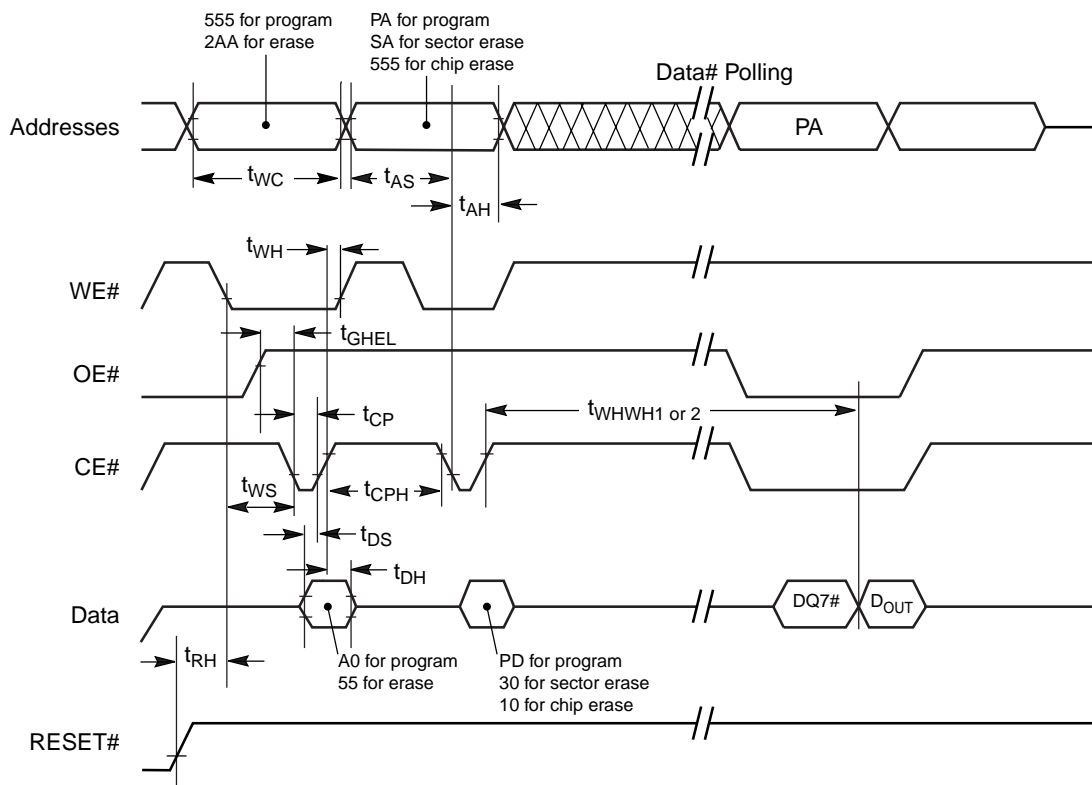 555 for program
2AA for erase
PA for program
SA for sector erase
555 for chip erase
Data# Polling
Addresses
PA
tWC
tAS
tAH
tWH
WE#
tGHEL
OE#
tWHWH1 or 2
tCP
CE#
tWS
tCPH
tDS
tDH
Data
DQ7#
DOUT
tRH
A0 for program
55 for erase
PD for program
30 for sector erase
10 for chip erase
RESET#